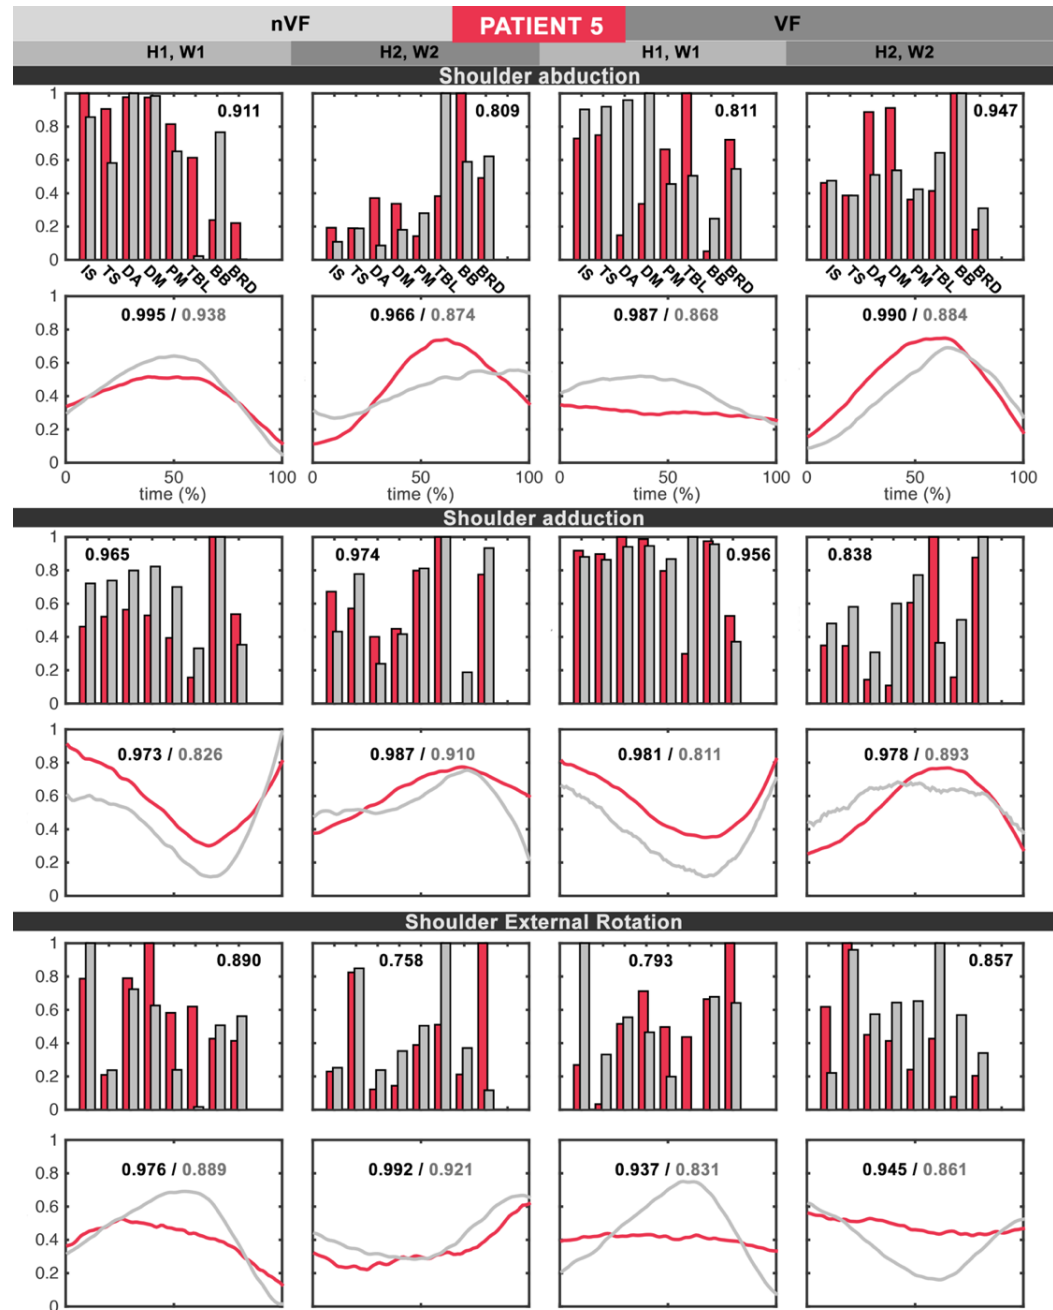 nVF PATIENT 5 VF
H1, W1 H2, W2 H1, W1 H2, W2
Shoulder abduction
1 0.911 0.809 0.811 0.947
0.8
0.6
0.4
0.2
0
IS TS DA DM PM TBL BB BRD IS TS DA DM PM TBL BB BRD IS TS DA DM PM TBL BB BRD IS TS DA DM PM TBL BB BRD
1
0.995 / 0.938 0.966 / 0.874 0.987 / 0.868 0.990 / 0.884
0.8
0.6
0.4
0.2
0
0 50 100 0 50 100 0 50 100 0 50 100
time (%) time (%) time (%) time (%)
Shoulder adduction
1
0.965 0.974 0.956 0.838
0.8
0.6
0.4
0.2
0
1
0.973 / 0.826 0.987 / 0.910 0.981 / 0.811 0.978 / 0.893
0.8
0.6
0.4
0.2
0
Shoulder External Rotation
1
0.890 0.758 0.793 0.857
0.8
0.6
0.4
0.2
0
1
0.976 / 0.889 0.992 / 0.921 0.937 / 0.831 0.945 / 0.861
0.8
0.6
0.4
0.2
0